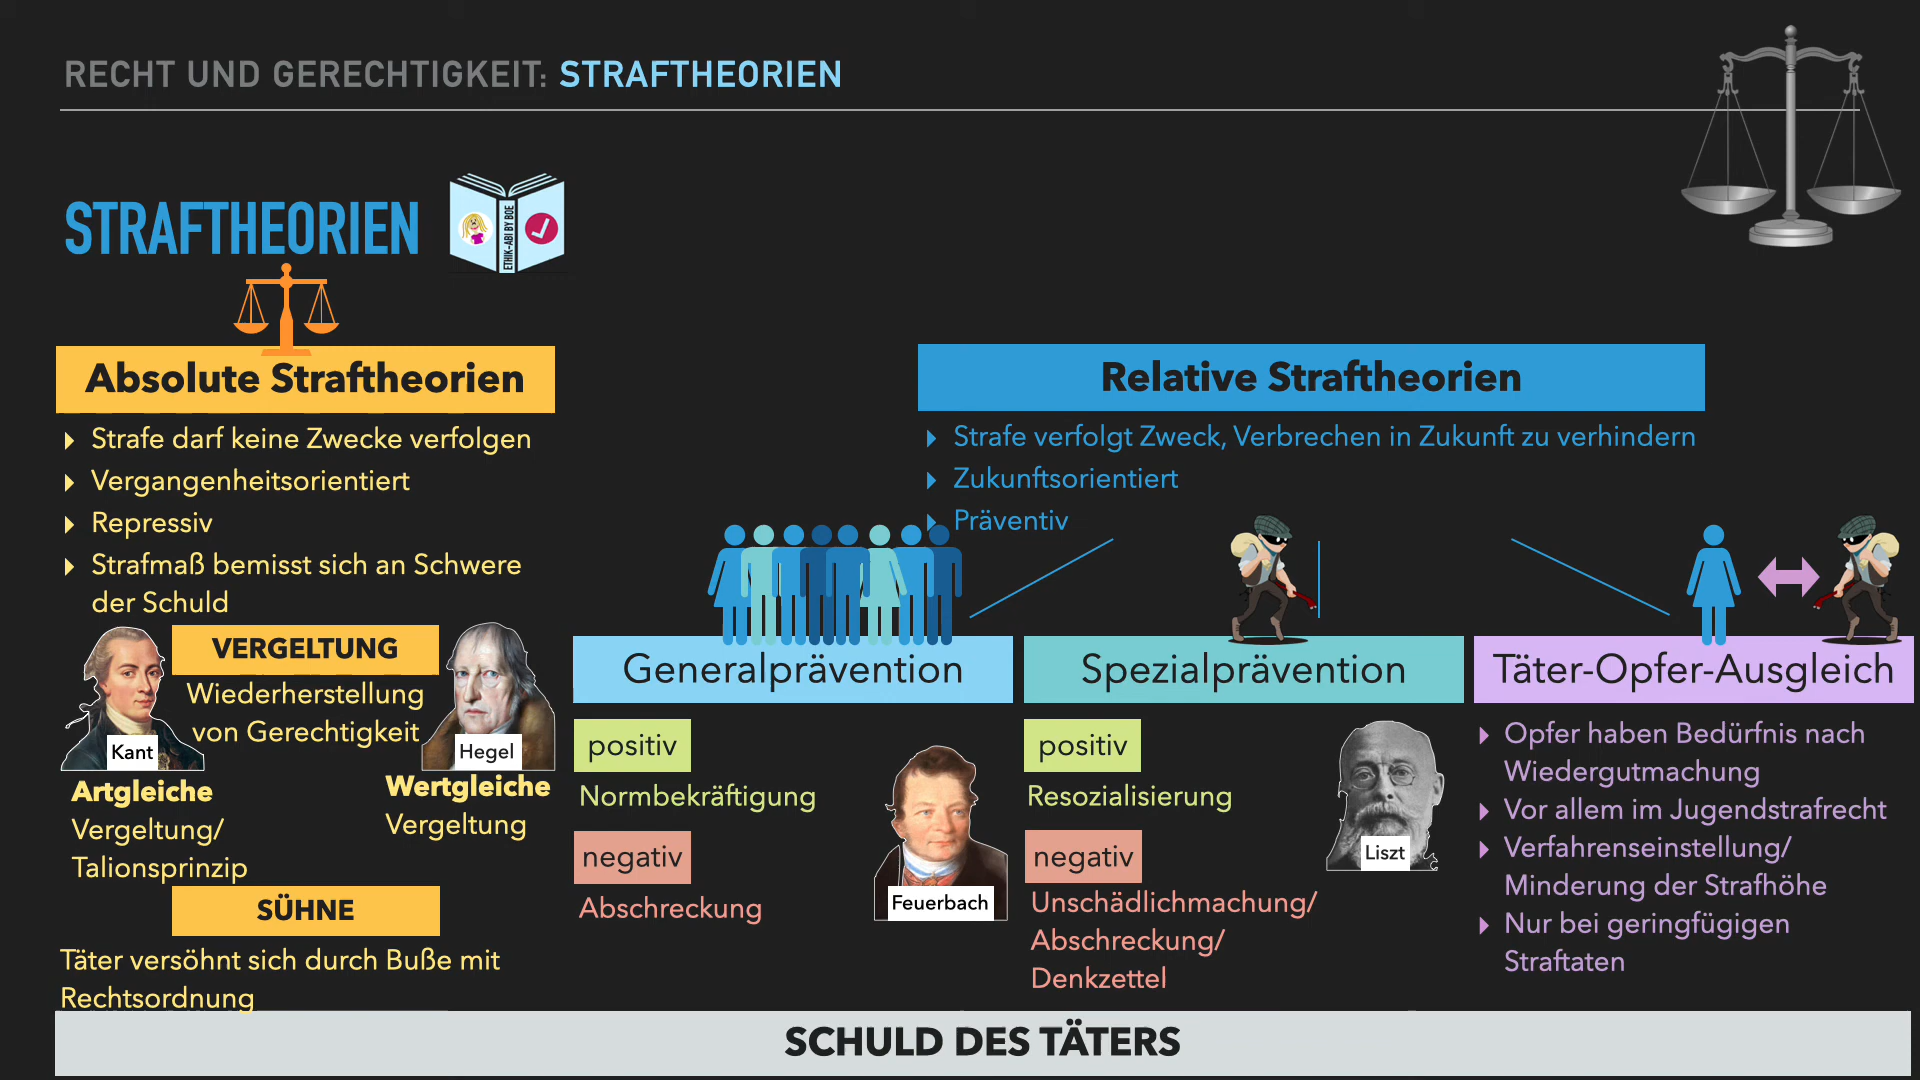 RECHT UND GERECHTIGKEIT: STRAFTHEORIEN
STRAFTHEORIEN
ETHIK-ABI BY BOE
Absolute Straftheorien
Strafe darf keine Zwecke verfolgen
Vergangenheitsorientiert
Repressiv
Strafmaß bemisst sich an Schwere
der Schuld
VERGELTUNG
Wiederherstellung
von Gerechtigkeit
Kant
Hegel
Artgleiche
Vergeltung/
Talionsprinzip
Wertgleiche
Vergeltung
SÜHNE
Täter versöhnt sich durch Buße mit
Rechtsordnung
Relative Straftheorien
Strafe verfolgt Zweck, Verbrechen in Zukunft zu verhindern
Zukunftsorientiert
Präventiv
Generalprävention
positiv
Normbekräftigung
negativ
Abschreckung
Feuerbach
Spezialprävention
positiv
Resozialisierung
negativ
Unschädlichmachung/
Abschreckung/
Denkzettel
Liszt
Täter-Opfer-Ausgleich
Opfer haben Bedürfnis nach
Wiedergutmachung
Vor allem im Jugendstrafrecht
Verfahrenseinstellung/
Minderung der Strafhöhe
Nur bei geringfügigen
Straftaten
SCHULD DES TÄTERS